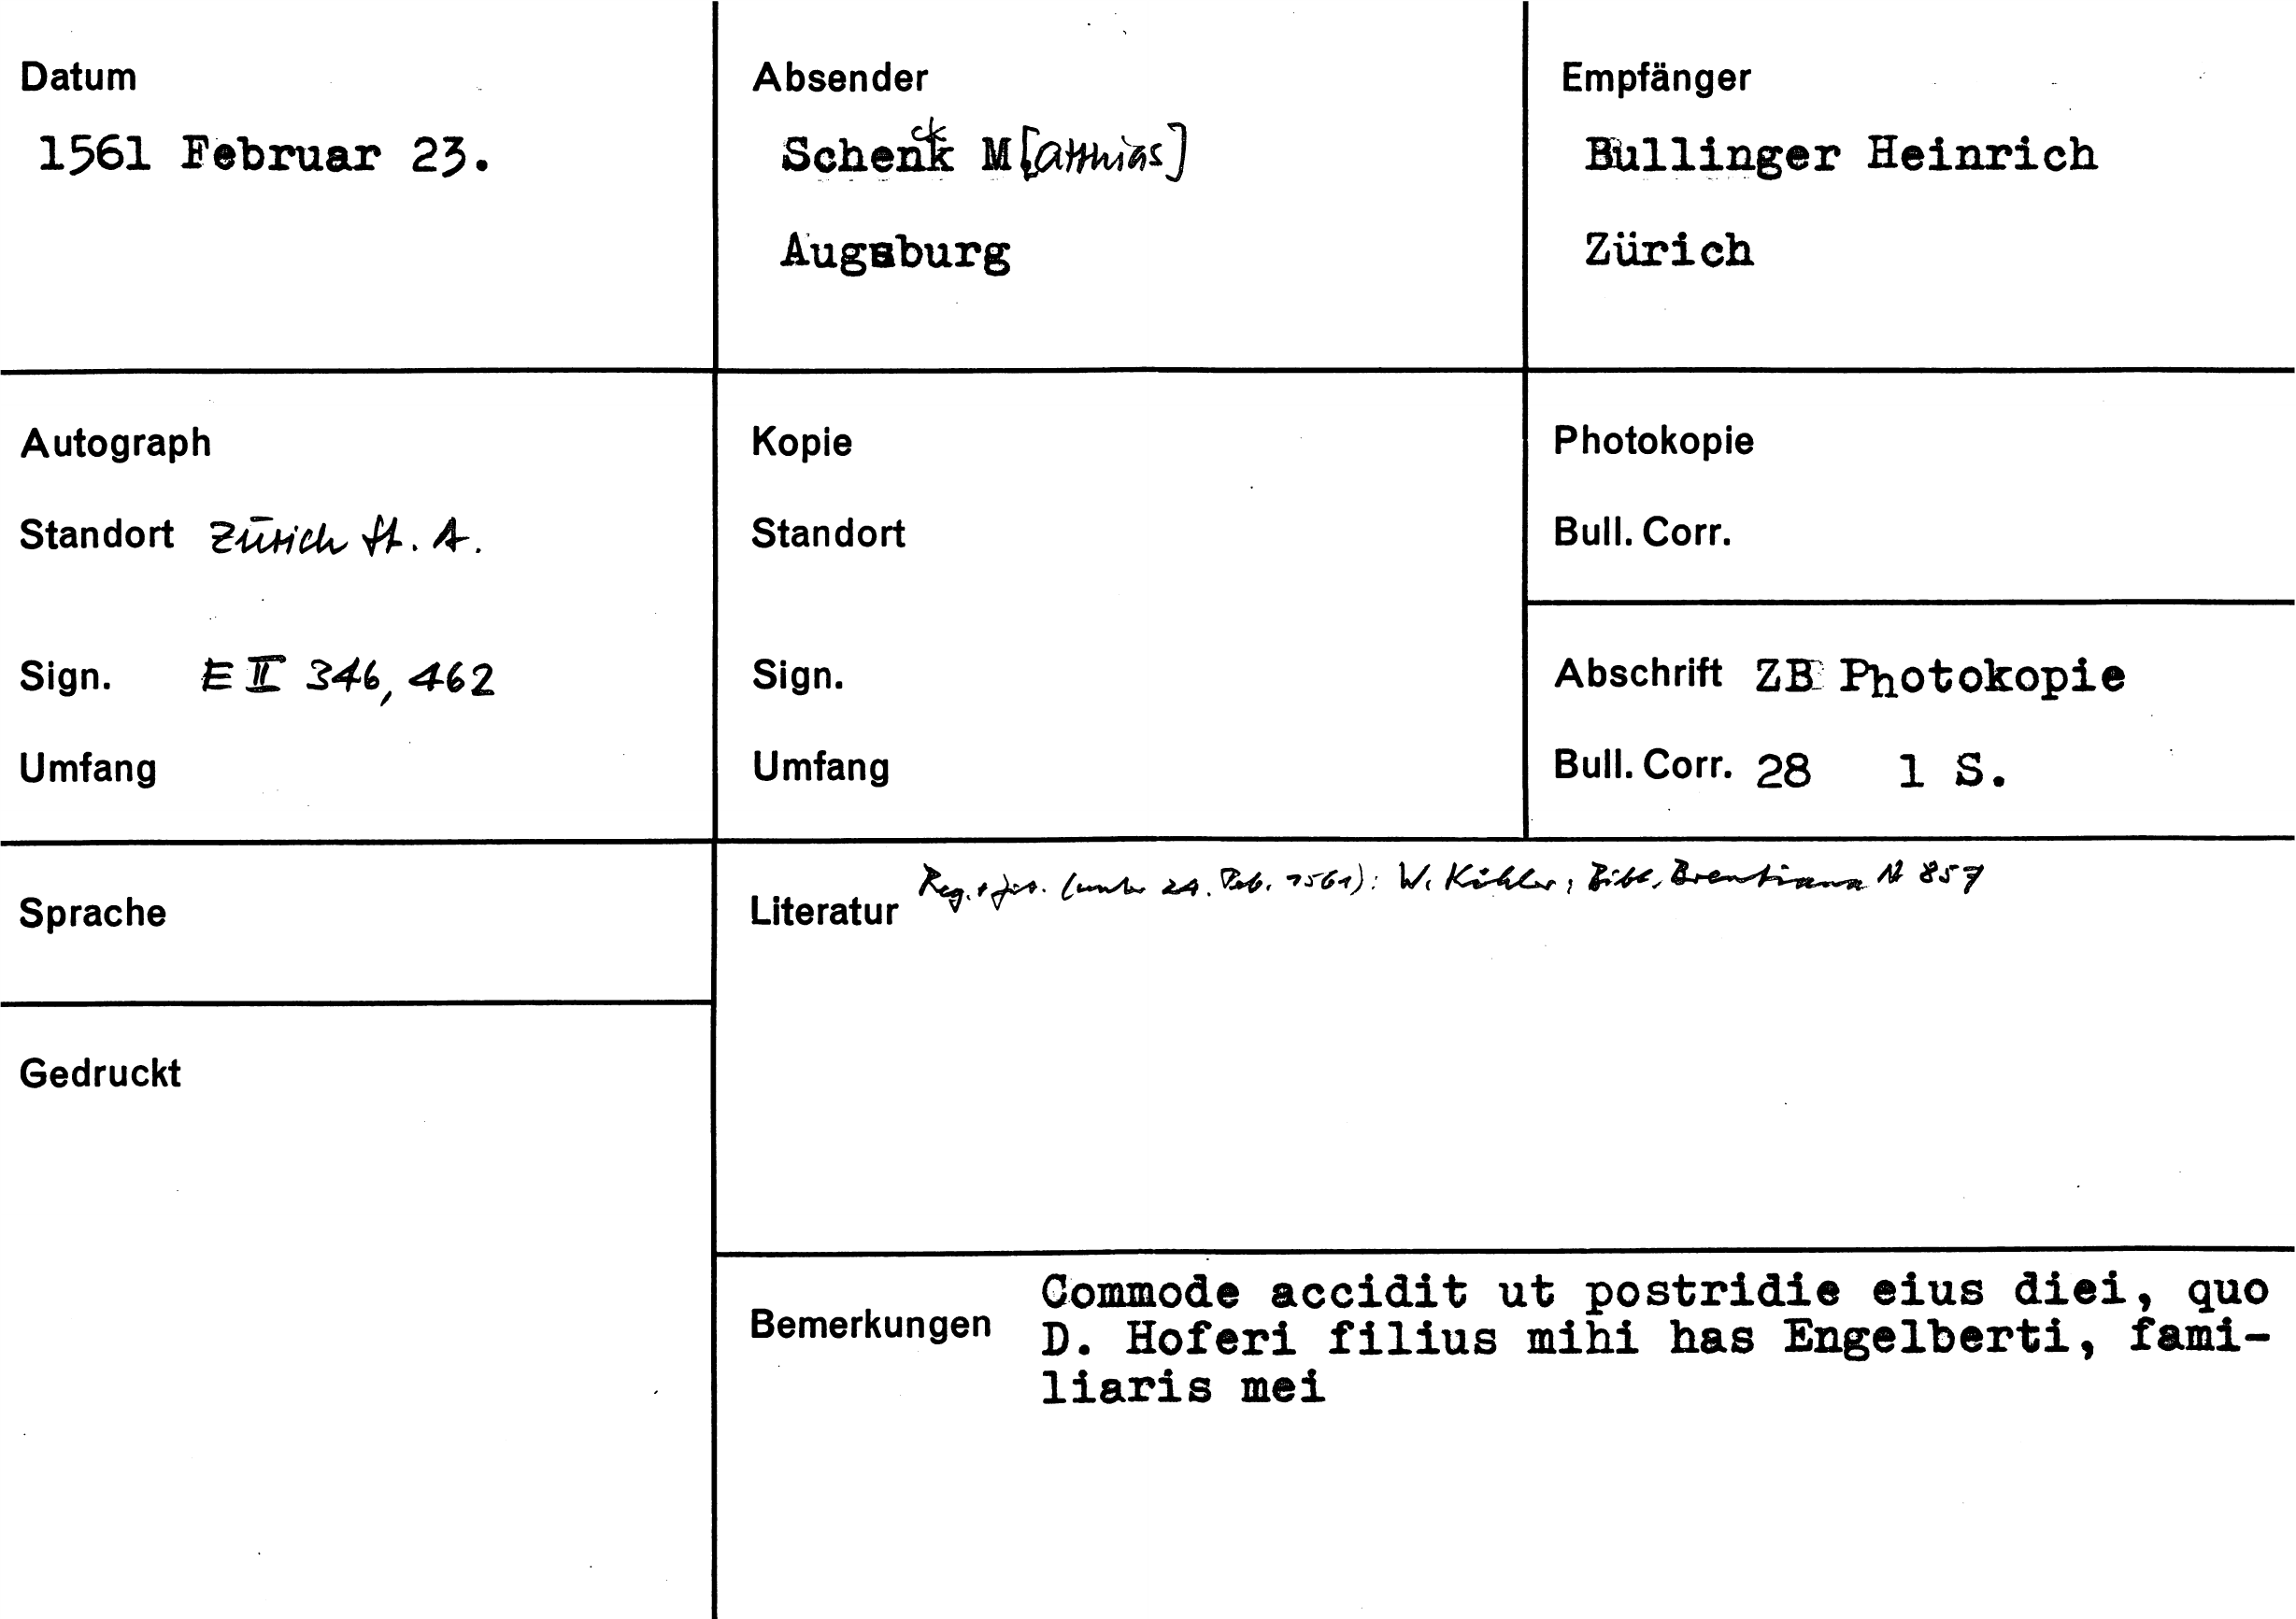 Datum
1561 Februar 23.
Absender
Schenck M[atthias]
Augsburg
Empfänger
Bullinger Heinrich
Zürich
Autograph
Standort Zürich St. A.
Sign. E II 346, 462
Umfang
Kopie
Standort
Sign.
Umfang
Photokopie
Bull. Corr.
Abschrift ZB Photokopie
Bull. Corr. 28 1 S.
Sprache
Gedruckt
Literatur Reg. (unter 24. Feb. 1561): W. Köhler, Bibl. Brentiana N 857
Bemerkungen
Commode accidit ut postridie eius diei, quo
D. Hoferi filius mihi has Engelberti, fami-
liaris mei